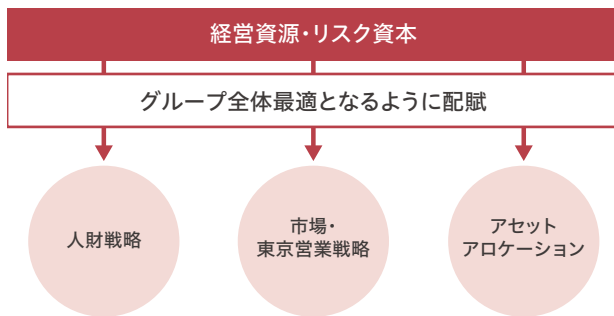 経営資源・リスク資本
グループ全体最適となるように配賦
人財戦略
市場・
東京営業戦略
アセット
アロケーション